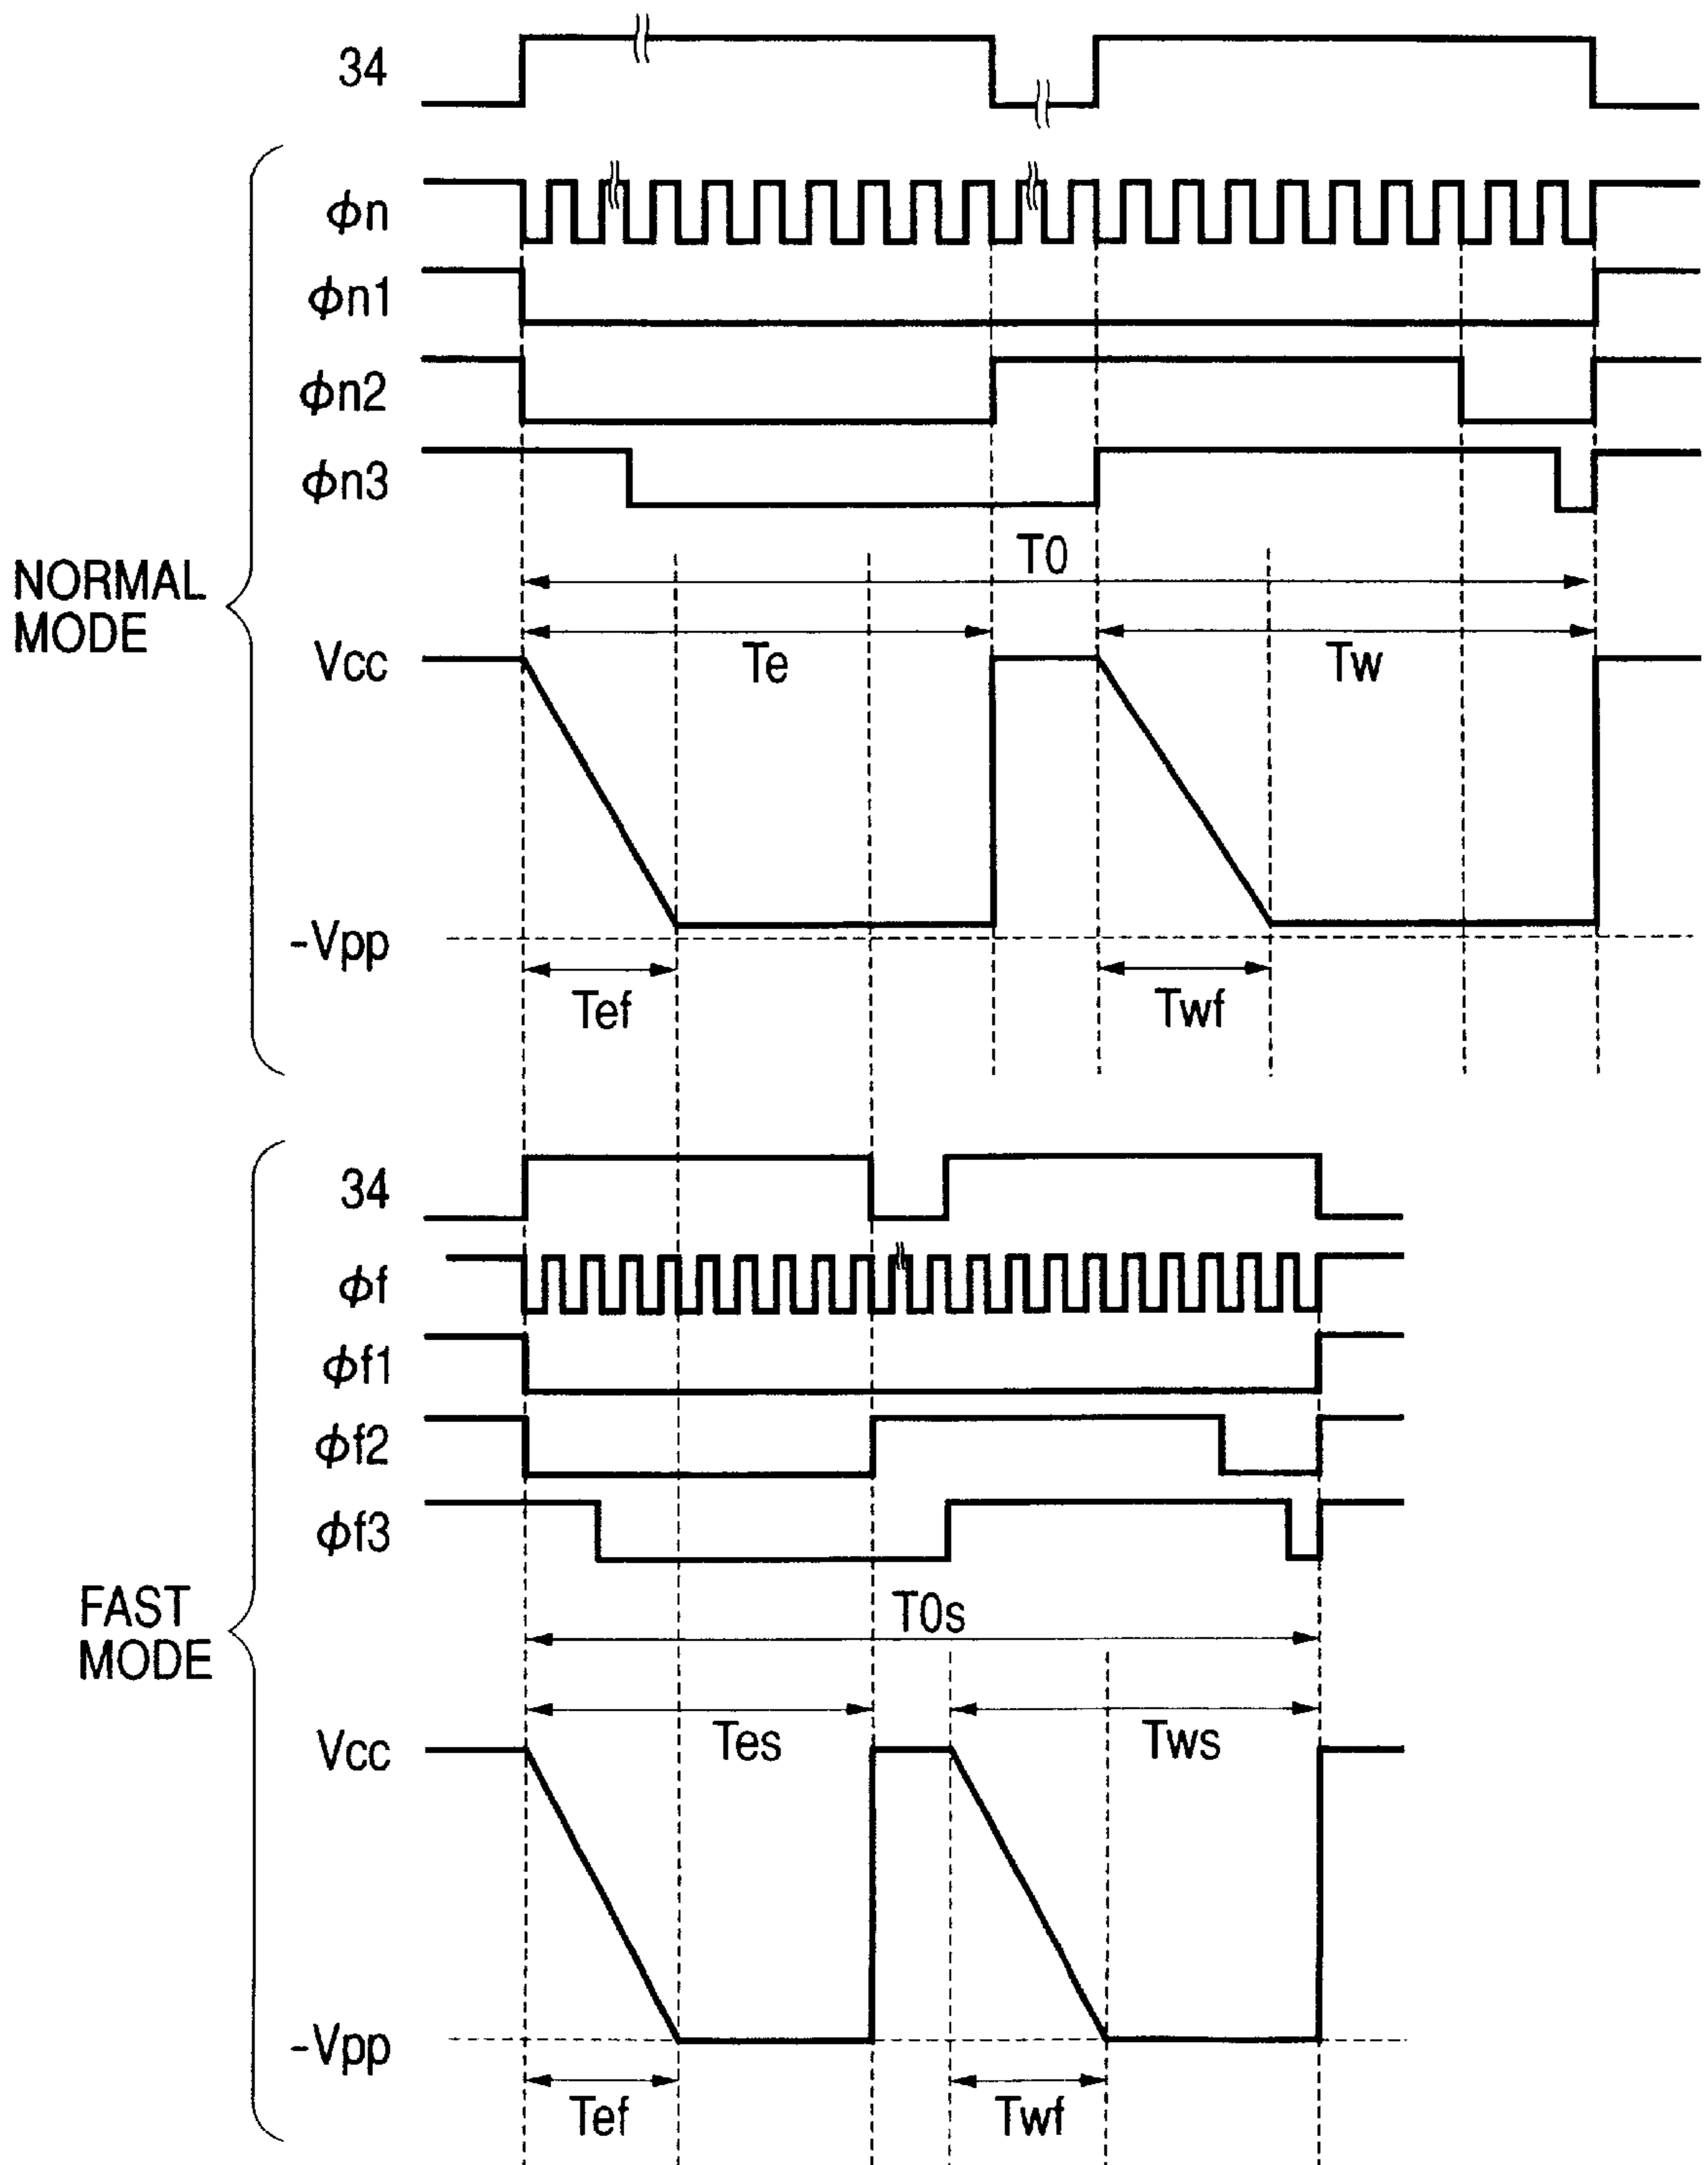 34
φn
φn1
φn2
φn3
T0
NORMAL
MODE
Te
Tw
Vcc
-Vpp
Tef
Twf
34
φf
φf1
φf2
φf3
T0s
FAST
MODE
Tes
Tws
Vcc
-Vpp
Tef
Twf